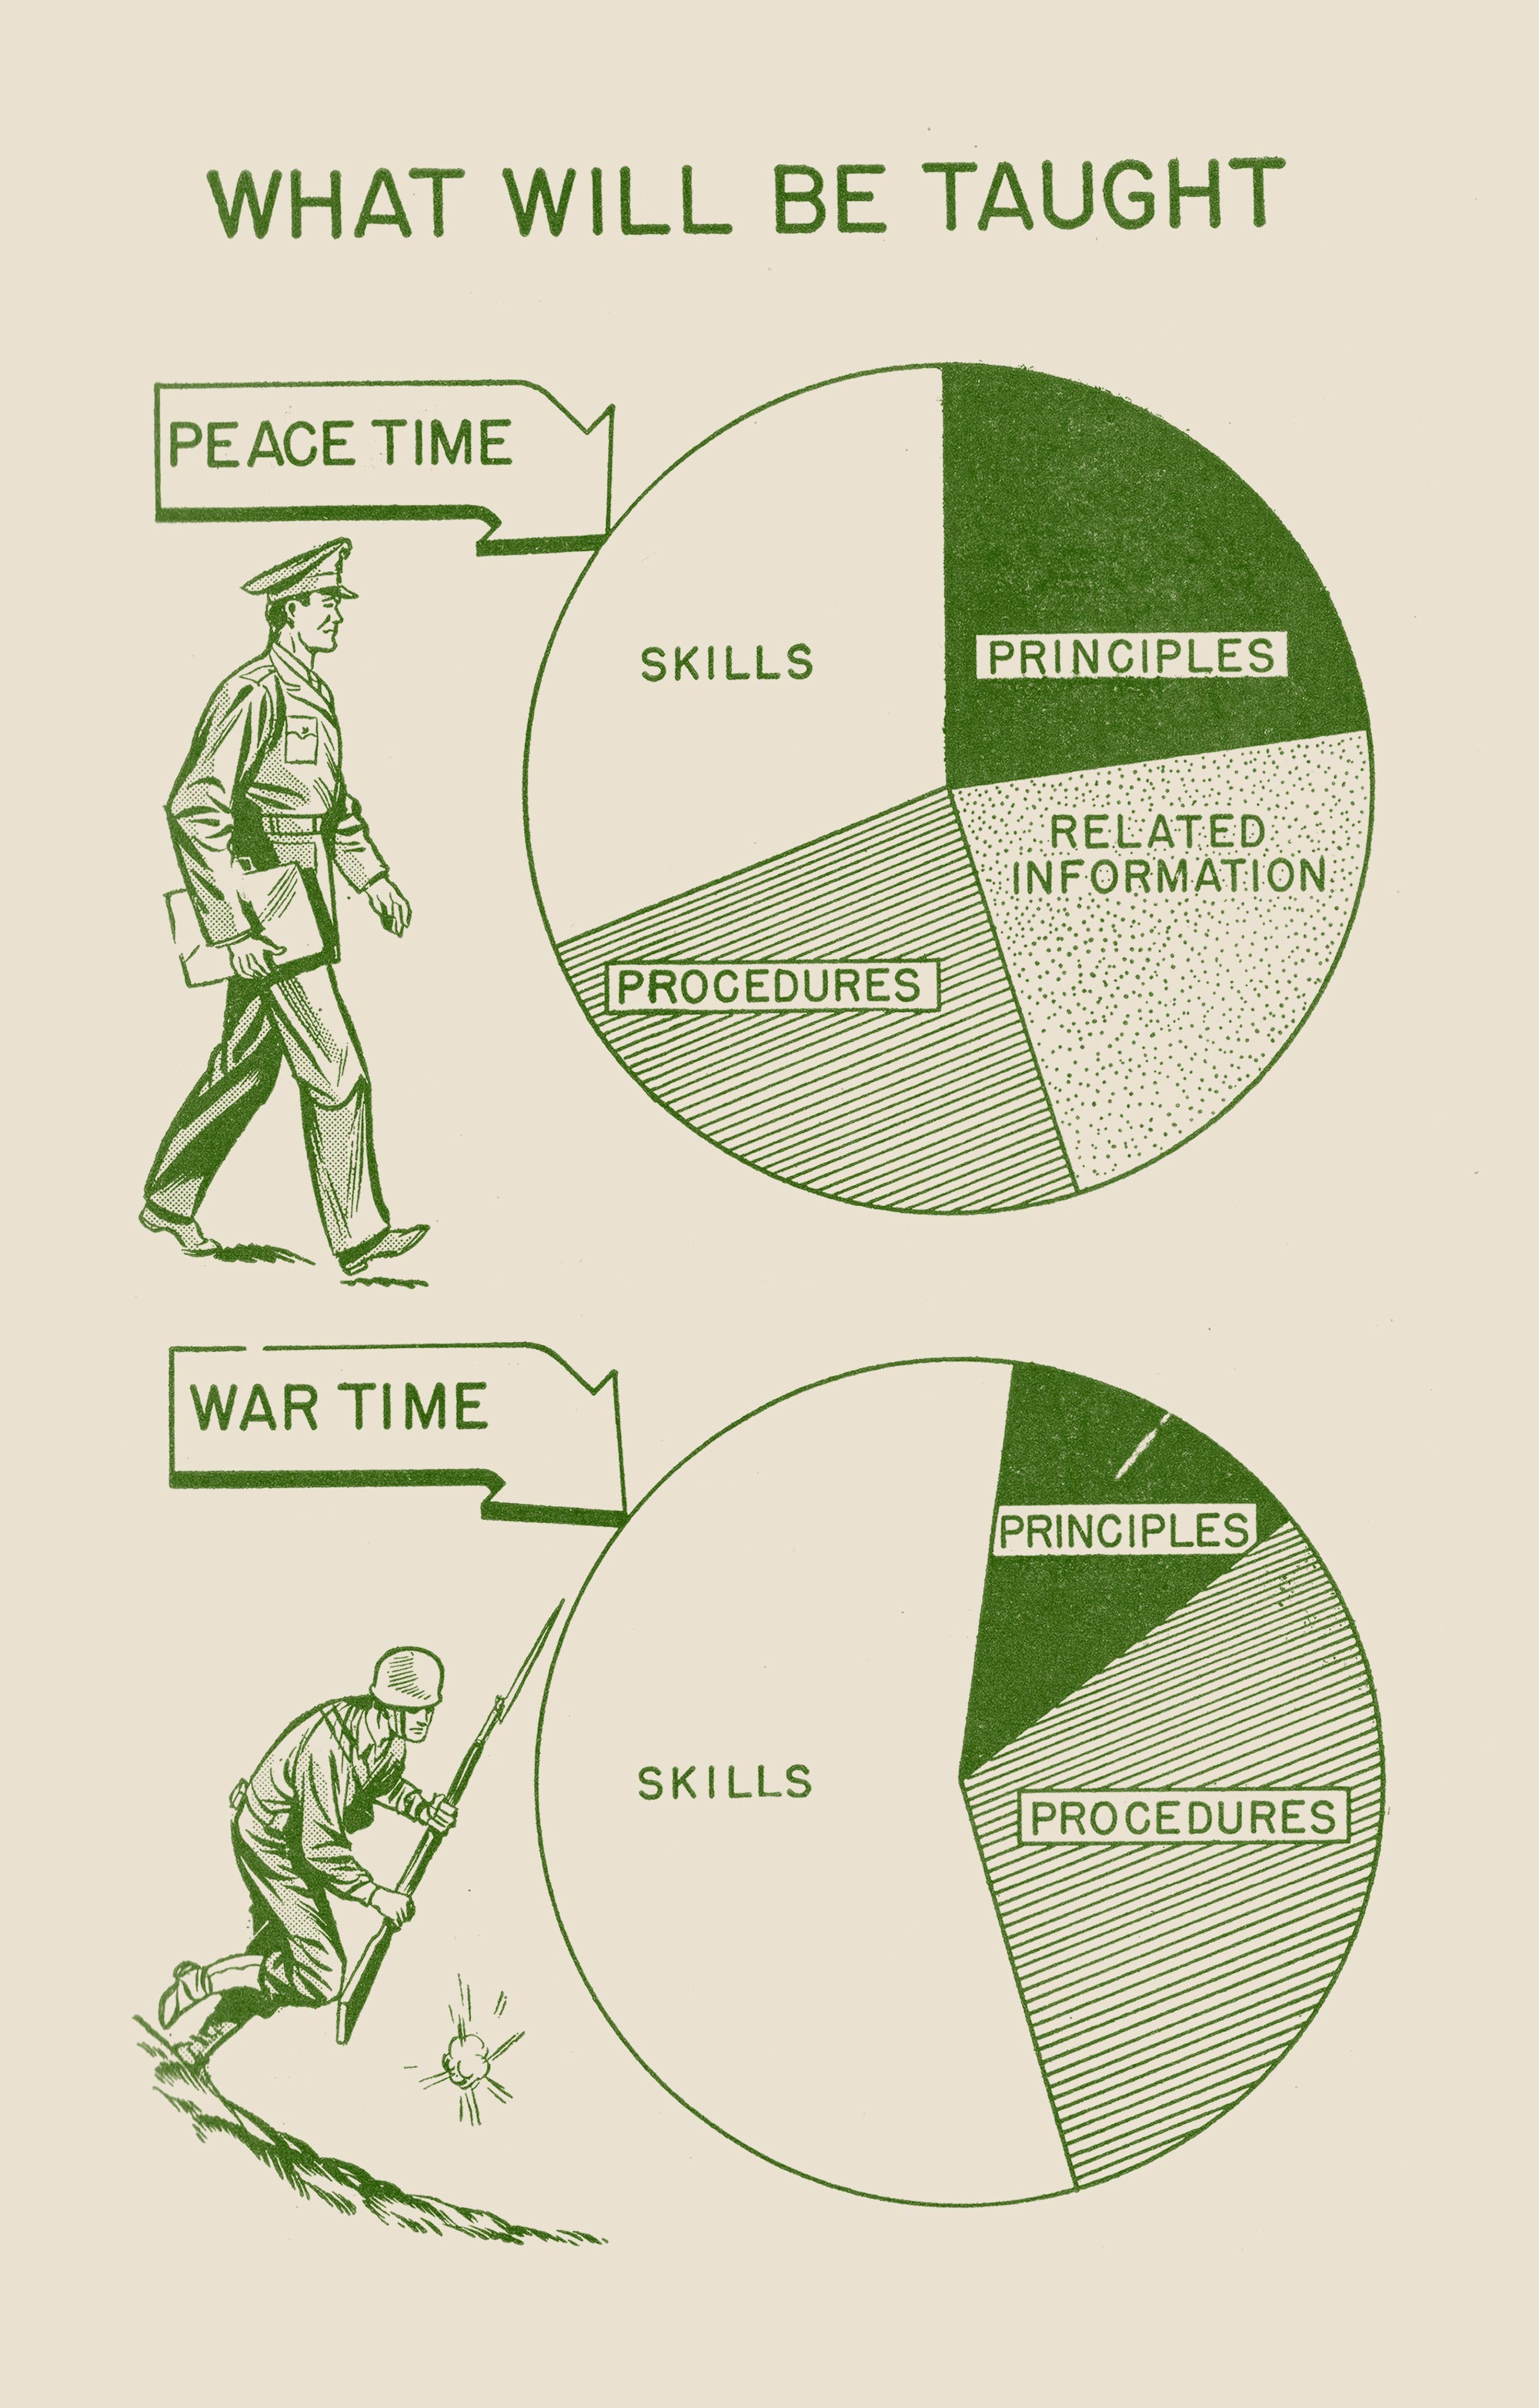 WHAT WILL BE TAUGHT
PEACE TIME
SKILLS
PRINCIPLES
RELATED
INFORMATION
PROCEDURES
WAR TIME
PRINCIPLES
SKILLS
PROCEDURES